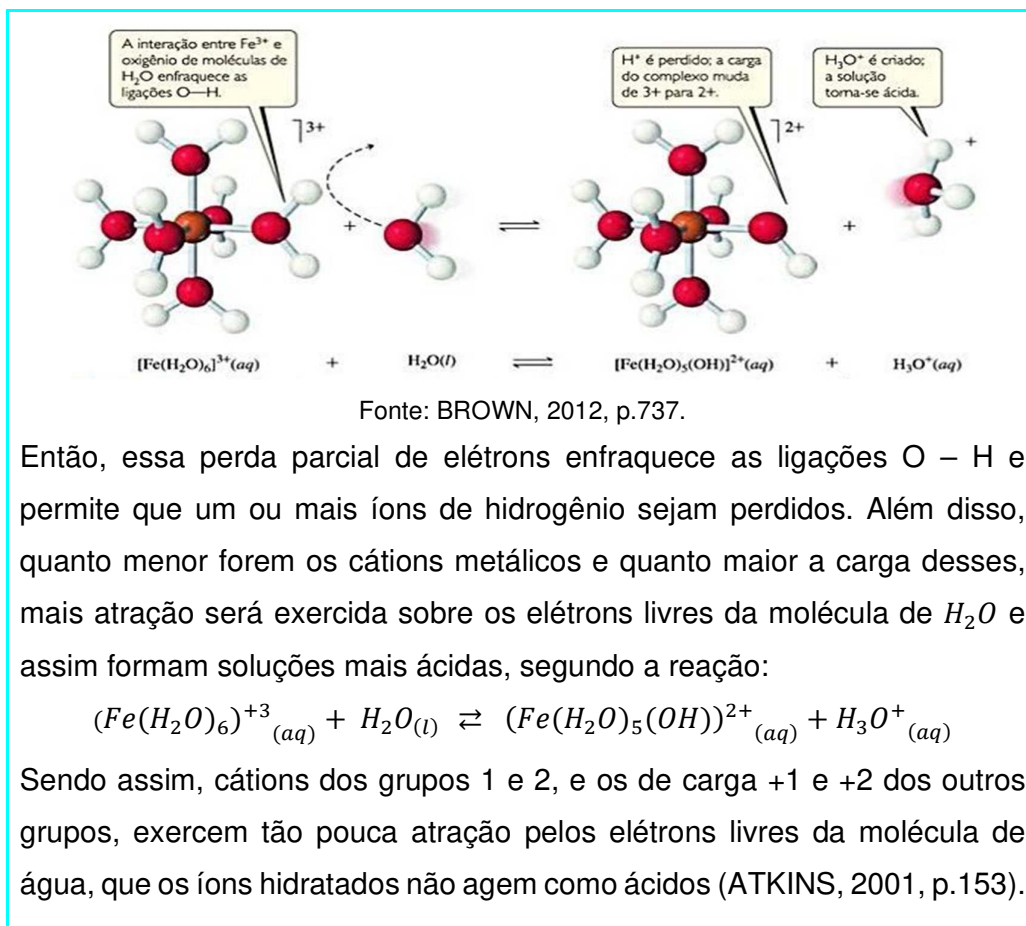 A interação entre Fe³⁺ e
oxigênio de moléculas de
H₂O enfraquece as
ligações O—H.
H⁺ é perdido; a carga
do complexo muda
de 3+ para 2+.
H₃O⁺ é criado;
a solução
torna-se ácida.
]3+
+
]2+
+
+
[Fe(H₂O)₆]³⁺(aq) + H₂O(l) ⇌ [Fe(H₂O)₅(OH)]²⁺(aq) + H₃O⁺(aq)
Fonte: BROWN, 2012, p.737.
Então, essa perda parcial de elétrons enfraquece as ligações O – H e
permite que um ou mais íons de hidrogênio sejam perdidos. Além disso,
quanto menor forem os cátions metálicos e quanto maior a carga desses,
mais atração será exercida sobre os elétrons livres da molécula de H₂O e
assim formam soluções mais ácidas, segundo a reação:
(Fe(H₂O)₆)⁺³₍aq₎ + H₂O₍l₎ ⇄ (Fe(H₂O)₅(OH))²⁺₍aq₎ + H₃O⁺₍aq₎
Sendo assim, cátions dos grupos 1 e 2, e os de carga +1 e +2 dos outros
grupos, exercem tão pouca atração pelos elétrons livres da molécula de
água, que os íons hidratados não agem como ácidos (ATKINS, 2001, p.153).